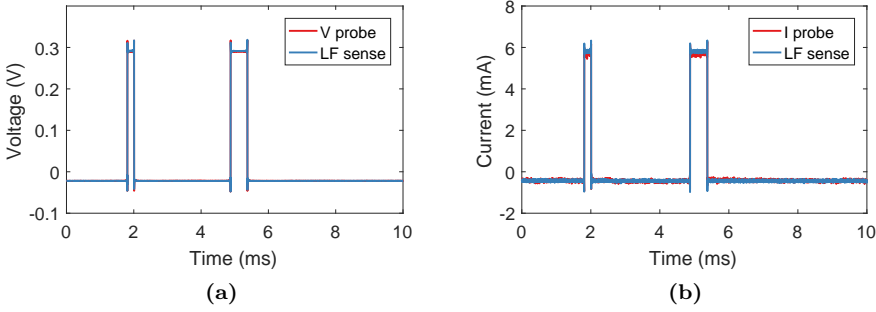 V probe
LF sense
0.3
0.2
0.1
0
-0.1
Voltage (V)
0 2 4 6 8 10
Time (ms)
(a)
I probe
LF sense
8
6
4
2
0
-2
Current (mA)
0 2 4 6 8 10
Time (ms)
(b)